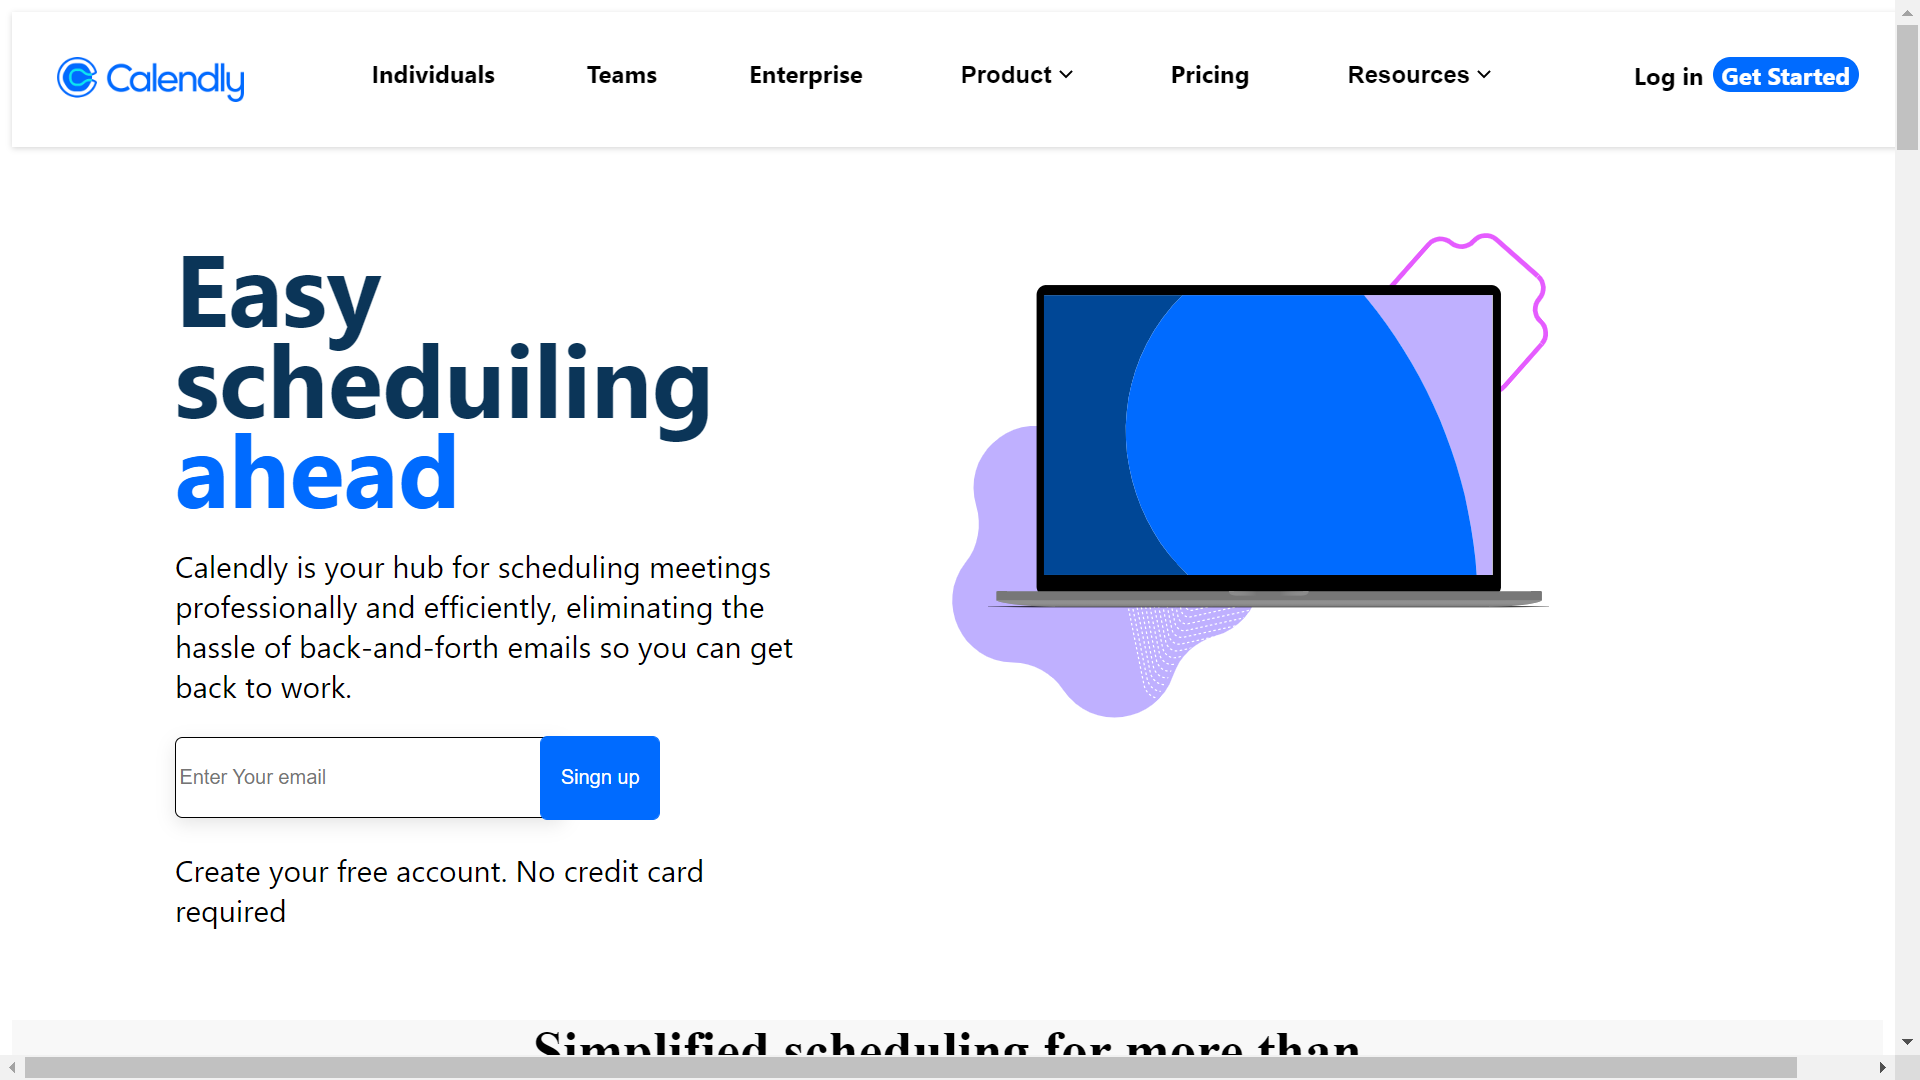 Calendly Individuals Teams Enterprise Product Pricing Resources Log in Get Started
Easy
scheduiling
ahead
Calendly is your hub for scheduling meetings
professionally and efficiently, eliminating the
hassle of back-and-forth emails so you can get
back to work.
Enter Your email Singn up
Create your free account. No credit card
required
Simplified scheduling for more than